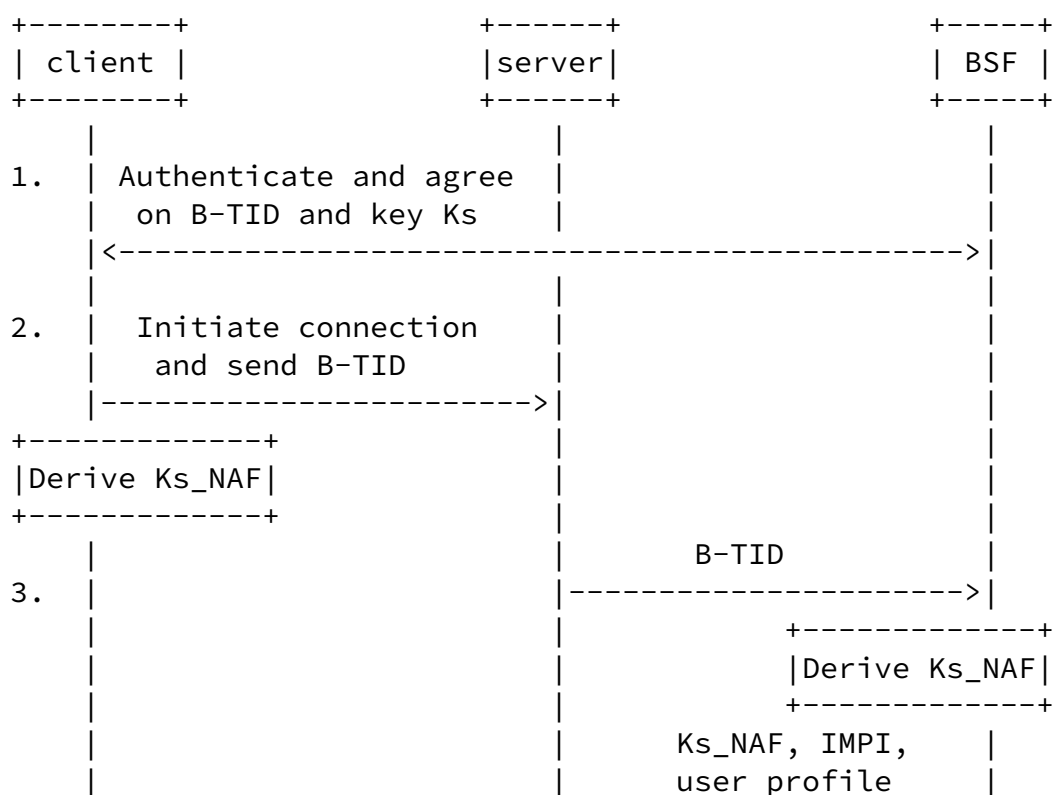 +--------+                +------+                 +-----+
| client |                |server|                 | BSF |
+--------+                +------+                 +-----+
    |                         |                       |
1.  | Authenticate and agree  |                       |
    |  on B-TID and key Ks    |                       |
    |<----------------------------------------------->|
    |                         |                       |
2.  |  Initiate connection    |                       |
    |   and send B-TID        |                       |
    |------------------------>|                       |
+-------------+               |                       |
|Derive Ks_NAF|               |                       |
+-------------+               |                       |
    |                         |       B-TID           |
3.  |                         |---------------------->|
    |                         |            +-------------+
    |                         |            |Derive Ks_NAF|
    |                         |            +-------------+
    |                         |      Ks_NAF, IMPI,    |
    |                         |      user profile     |